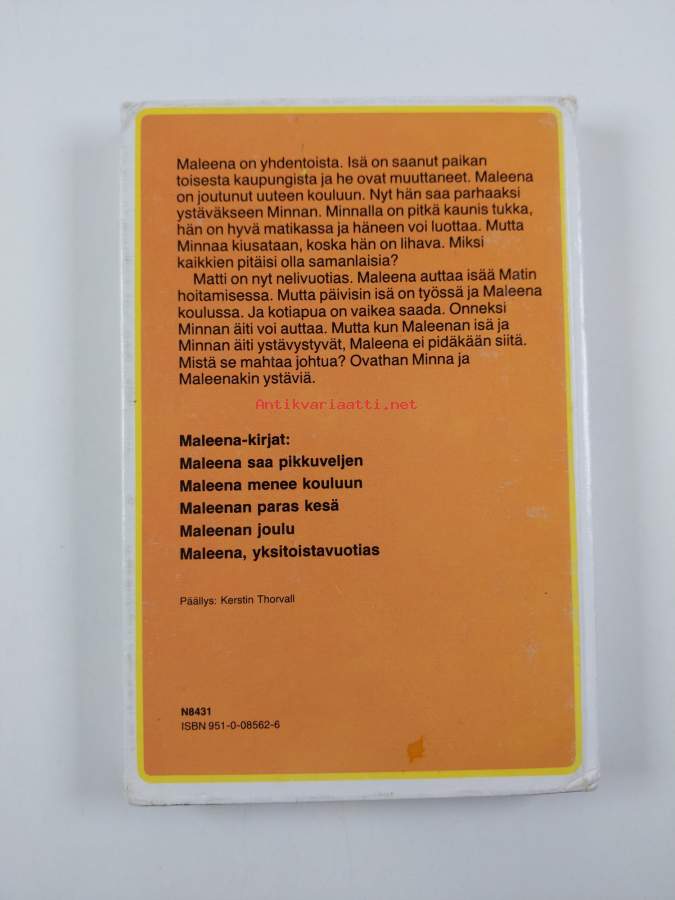 Maleena on yhdentoista. Isä on saanut paikan
toisesta kaupungista ja he ovat muuttaneet. Maleena
on joutunut uuteen kouluun. Nyt hän saa parhaaksi
ystäväkseen Minnan. Minnalla on pitkä kaunis tukka,
hän on hyvä matikassa ja häneen voi luottaa. Mutta
Minnaa kiusataan, koska hän on lihava. Miksi
kaikkien pitäisi olla samanlaisia?
Matti on nyt nelivuotias. Maleena auttaa isää Matin
hoitamisessa. Mutta päivisin isä on työssä ja Maleena
koulussa. Ja kotiapua on vaikea saada. Onneksi
Minnan äiti voi auttaa. Mutta kun Maleenan isä ja
Minnan äiti ystävystyvät, Maleena ei pidäkään siitä.
Mistä se mahtaa johtua? Ovathan Minna ja
Maleenakin ystäviä.
Antikvariaatti.net
Maleena-kirjat:
Maleena saa pikkuveljen
Maleena menee kouluun
Maleenan paras kesä
Maleenan joulu
Maleena, yksitoistavuotias
Päällys: Kerstin Thorvall
N8431
ISBN 951-0-08562-6